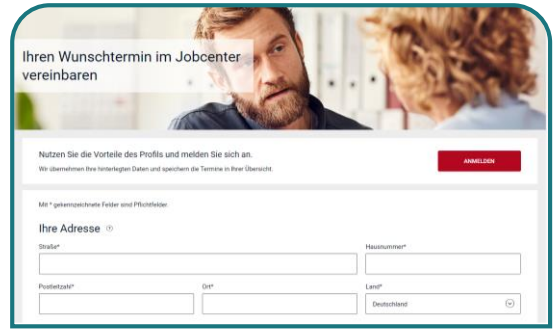 Ihren Wunschtermin im Jobcenter
vereinbaren
Nutzen Sie die Vorteile des Profils und melden Sie sich an.
Wir übernehmen Ihre hinterlegten Daten und speichern die Termine in Ihrer Übersicht.
ANMELDEN
Mit * gekennzeichnete Felder sind Pflichtfelder.
Ihre Adresse
Straße*
Hausnummer*
Postleitzahl*
Ort*
Land*
Deutschland